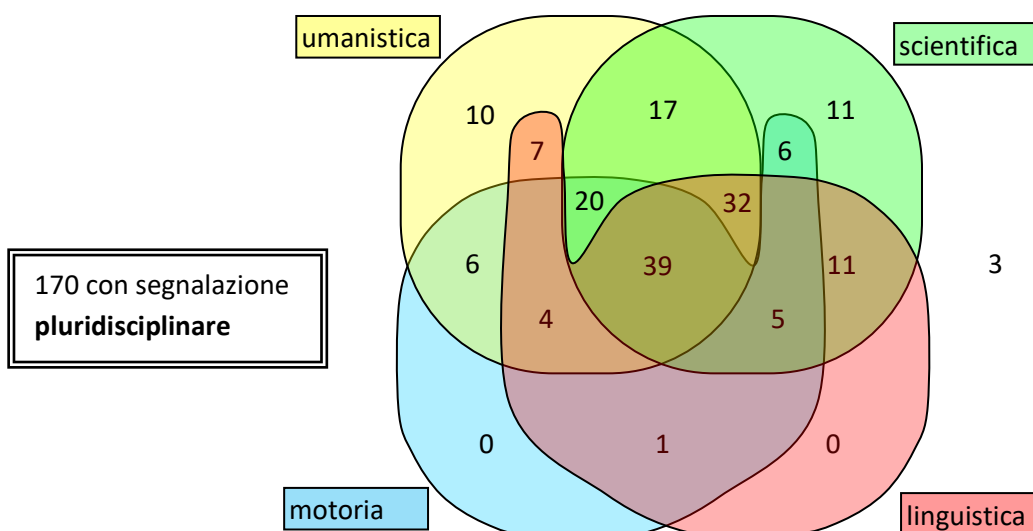 umanistica
scientifica
10
17
11
7
6
20
32
6
39
11
3
170 con segnalazione
pluridisciplinare
4
5
0
1
0
motoria
linguistica